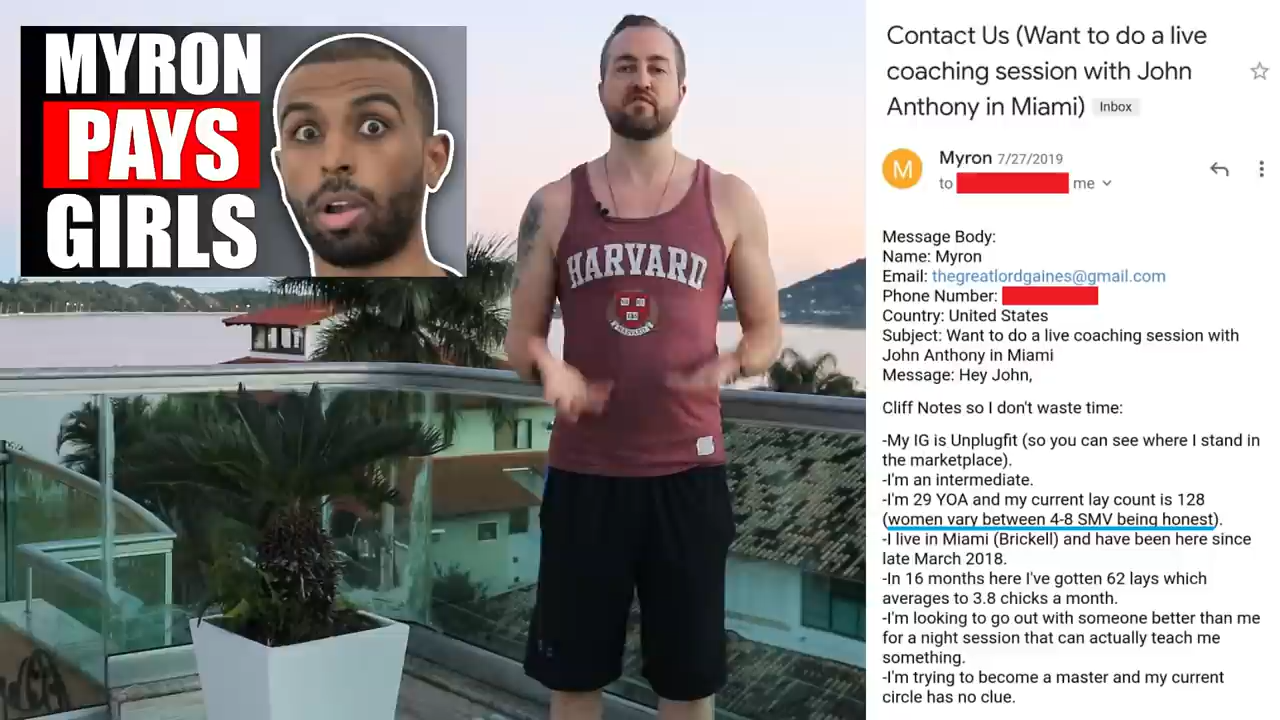 MYRON
PAYS
GIRLS
HARVARD
Contact Us (Want to do a live
coaching session with John
Anthony in Miami) Inbox
M
Myron 7/27/2019
to me
Message Body:
Name: Myron
Email: thegreatlordgaines@gmail.com
Phone Number:
Country: United States
Subject: Want to do a live coaching session with
John Anthony in Miami
Message: Hey John,
Cliff Notes so I don't waste time:
-My IG is Unplugfit (so you can see where I stand in
the marketplace).
-I'm an intermediate.
-I'm 29 YOA and my current lay count is 128
(women vary between 4-8 SMV being honest).
-I live in Miami (Brickell) and have been here since
late March 2018.
-In 16 months here I've gotten 62 lays which
averages to 3.8 chicks a month.
-I'm looking to go out with someone better than me
for a night session that can actually teach me
something.
-I'm trying to become a master and my current
circle has no clue.